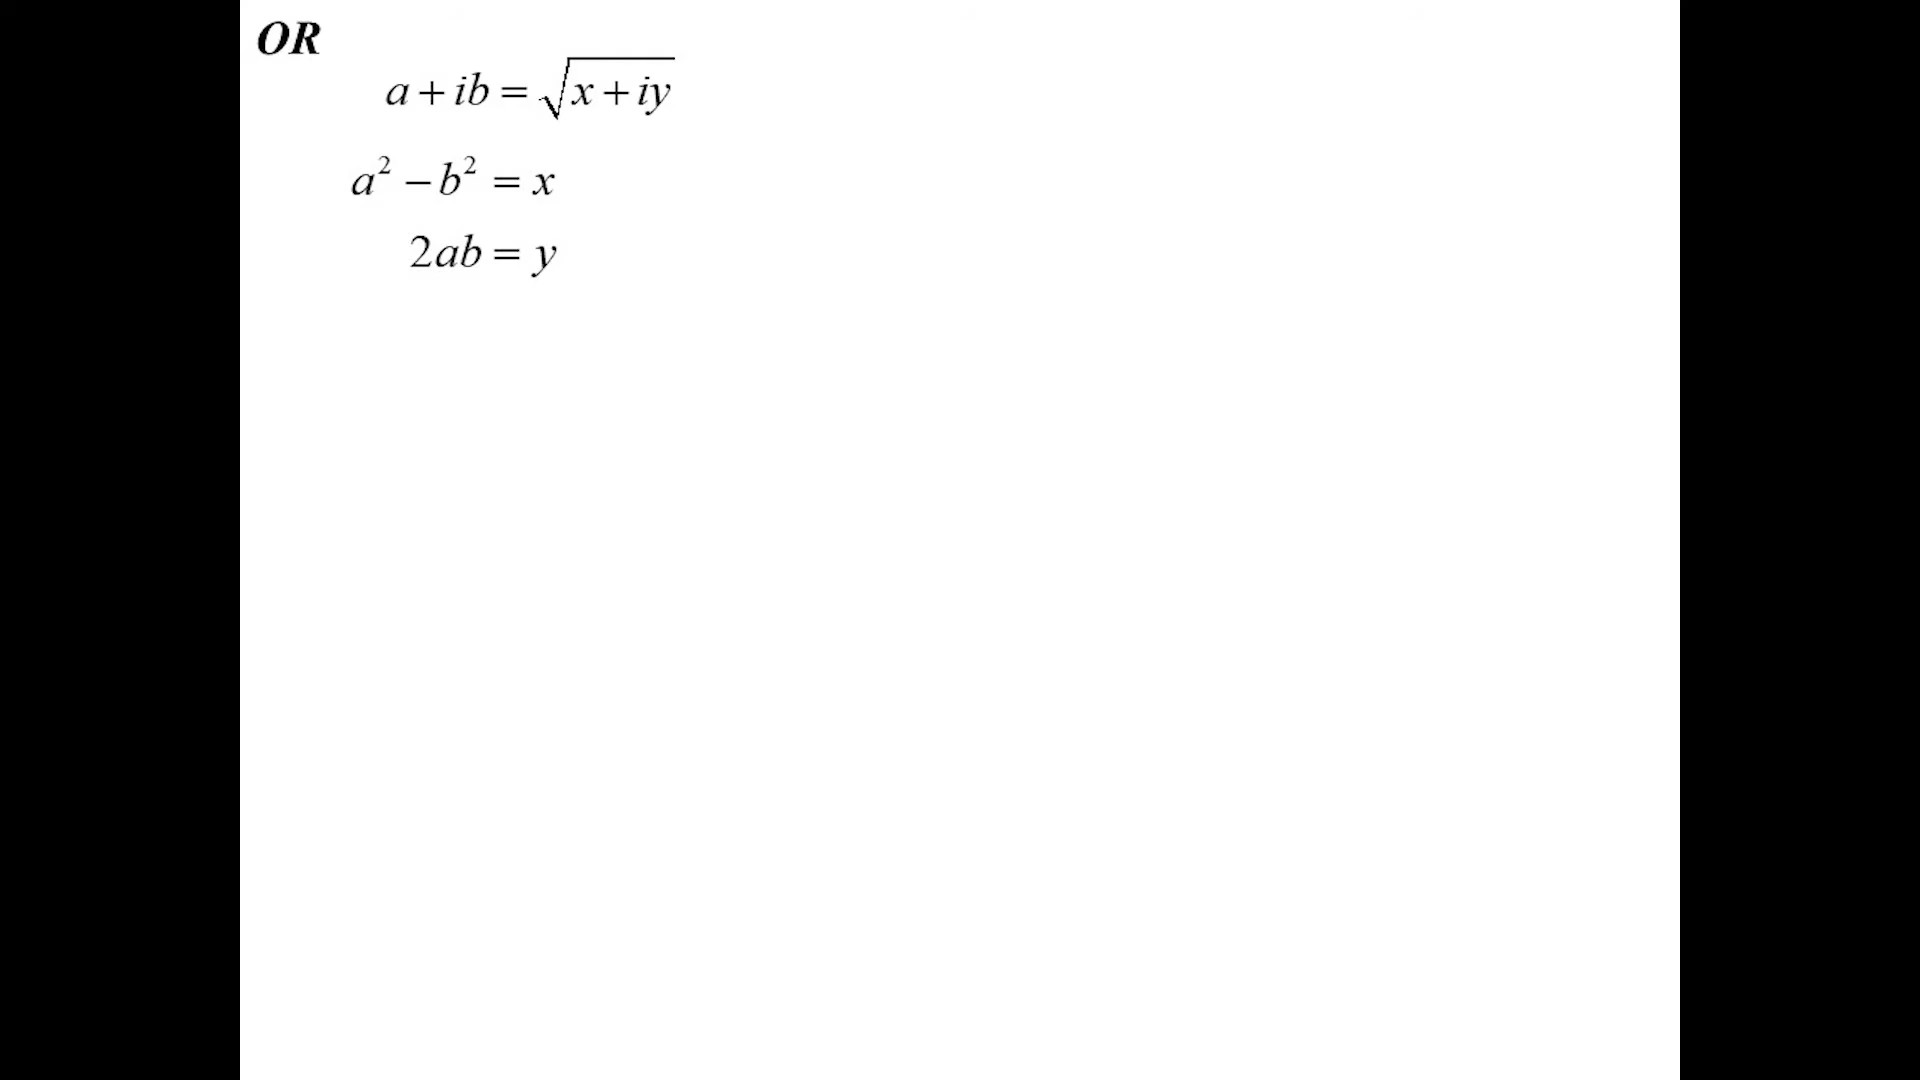 OR
a + ib = √x + iy
a² − b² = x
2ab = y